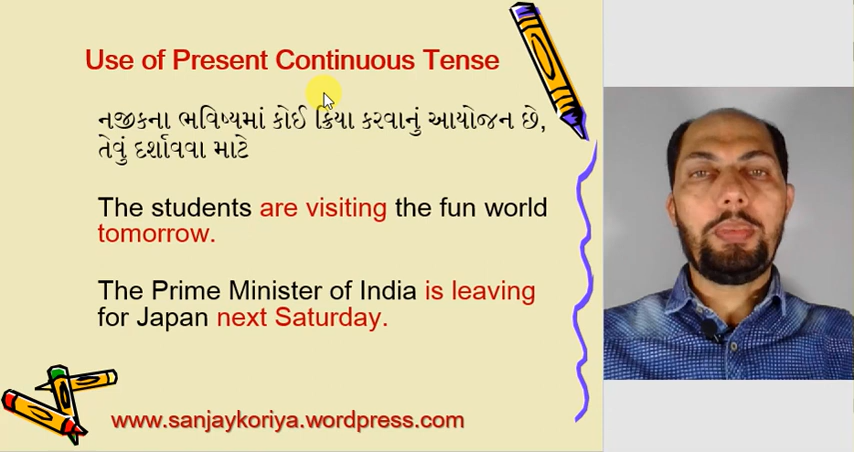 Use of Present Continuous Tense
નજીકના ભવિષ્યમાં કોઈ ક્રિયા કરવાનું આયોજન છે,
તેવું દર્શાવવા માટે
The students are visiting the fun world
tomorrow.
The Prime Minister of India is leaving
for Japan next Saturday.
www.sanjaykoriya.wordpress.com